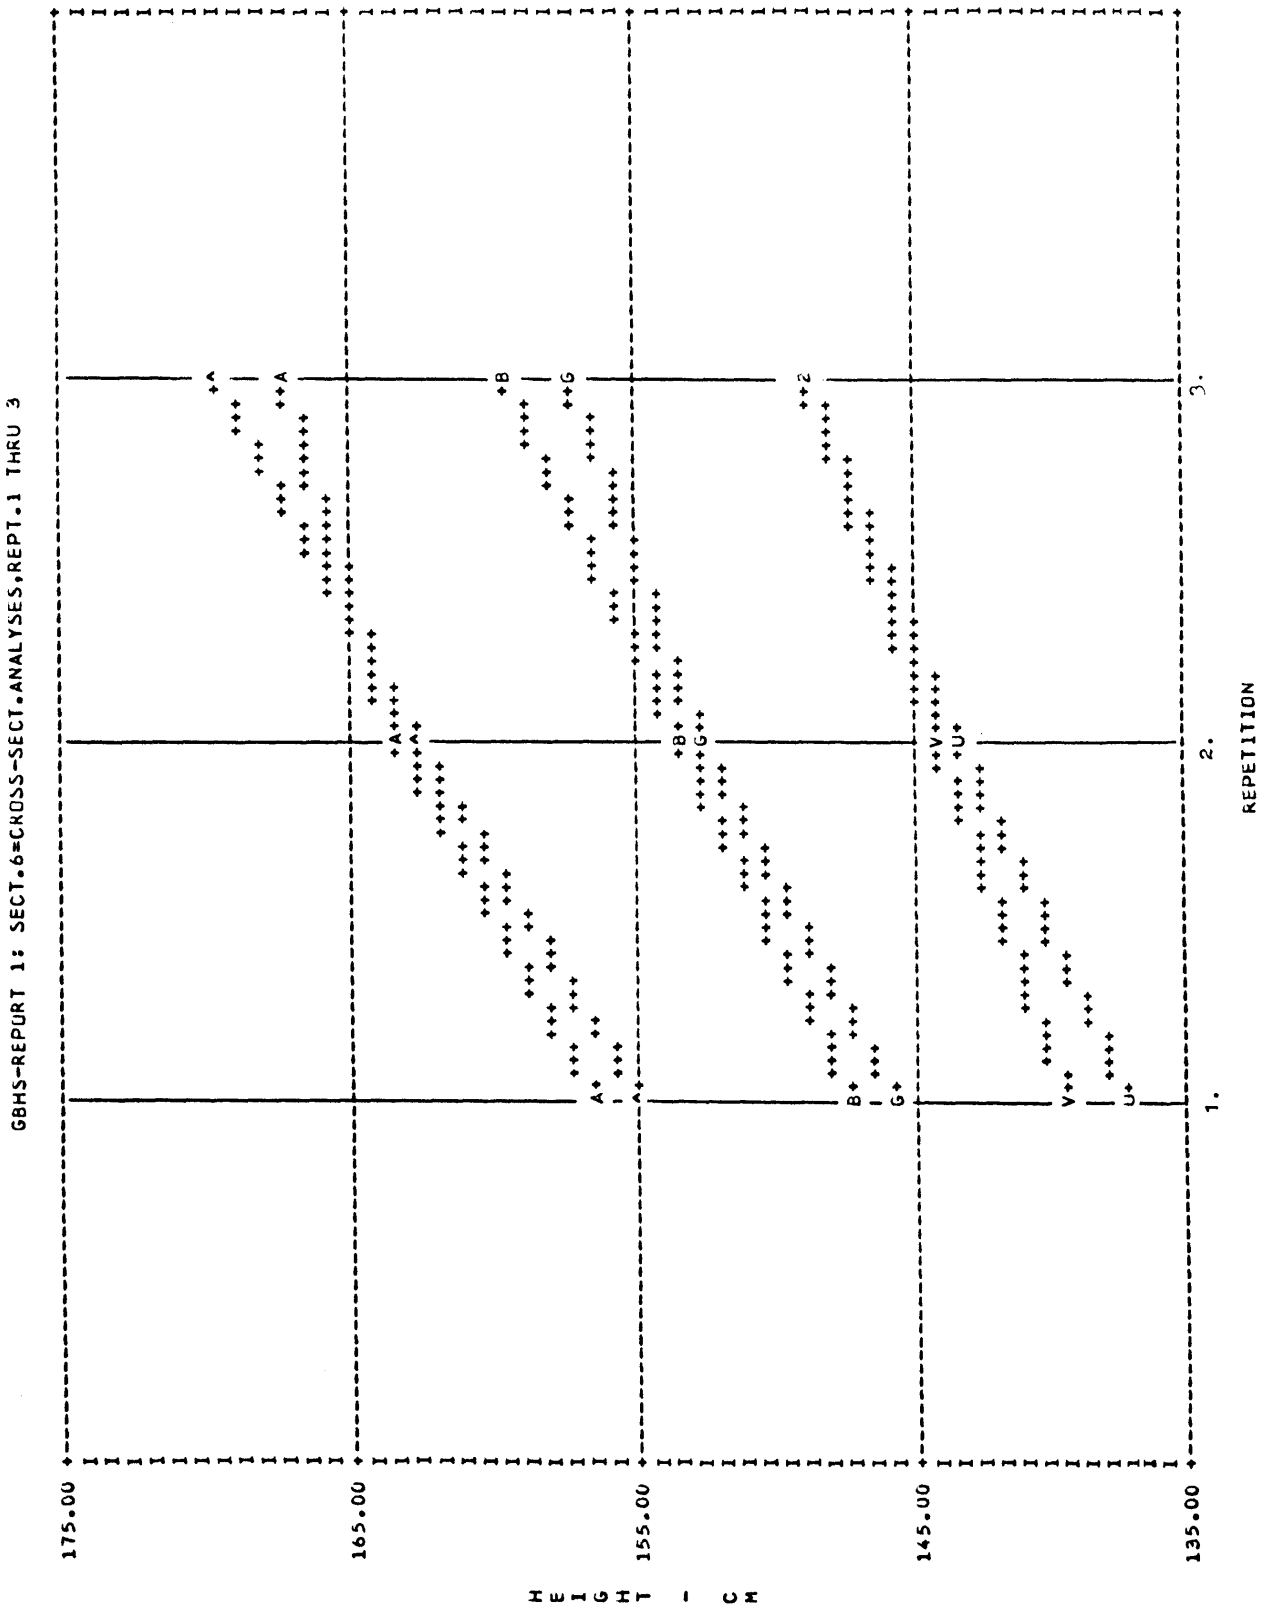 GBHS-REPORT 1: SECT.6=CROSS-SECT.ANALYSES,REPT.1 THRU 3
175.00
165.00
155.00
145.00
135.00
HEIGHT - CM
^ A B G 2
A ^ B G V U
A ^ B G V U
1.
2.
3.
REPETITION